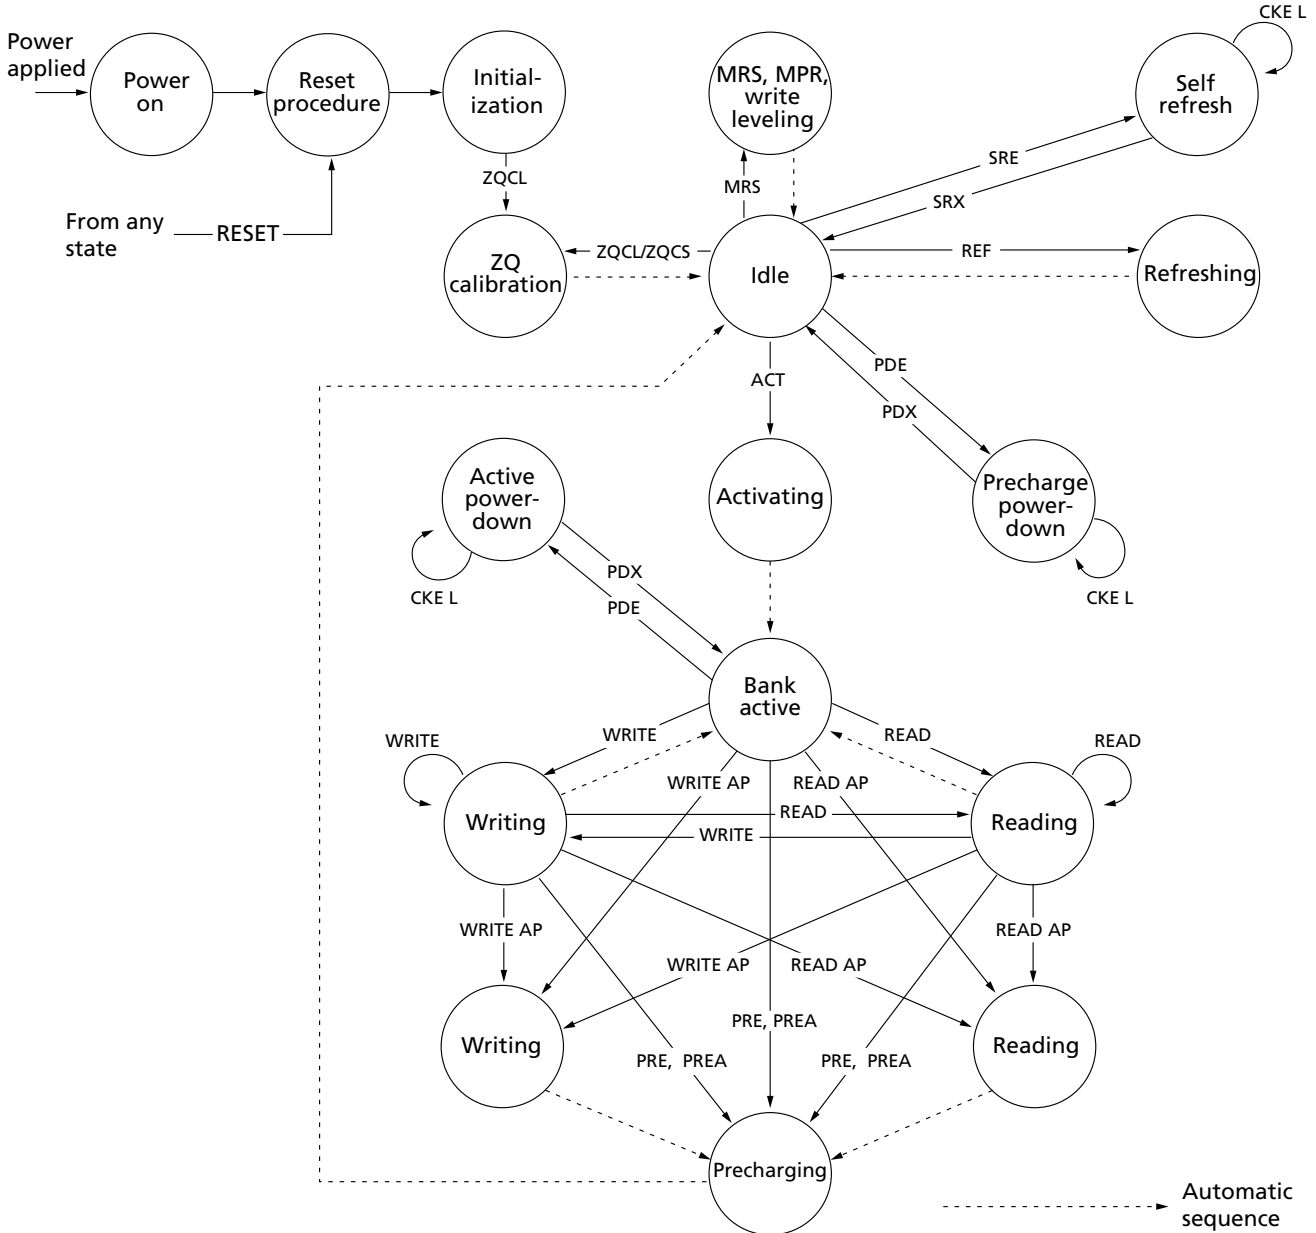 CKE L
Power
applied
Power
on
Reset
procedure
Initial-
ization
MRS, MPR,
write
leveling
Self
refresh
SRE
ZQCL
MRS
SRX
From any
state
RESET
ZQCL/ZQCS
REF
ZQ
calibration
Idle
Refreshing
PDE
ACT
PDX
Active
power-
down
Activating
Precharge
power-
down
PDX
CKE L
PDE
CKE L
Bank
active
WRITE
WRITE
READ
READ
WRITE AP
READ AP
Writing
READ
WRITE
Reading
WRITE AP
READ AP
WRITE AP
READ AP
PRE, PREA
Writing
Reading
PRE, PREA
PRE, PREA
Precharging
Automatic
sequence